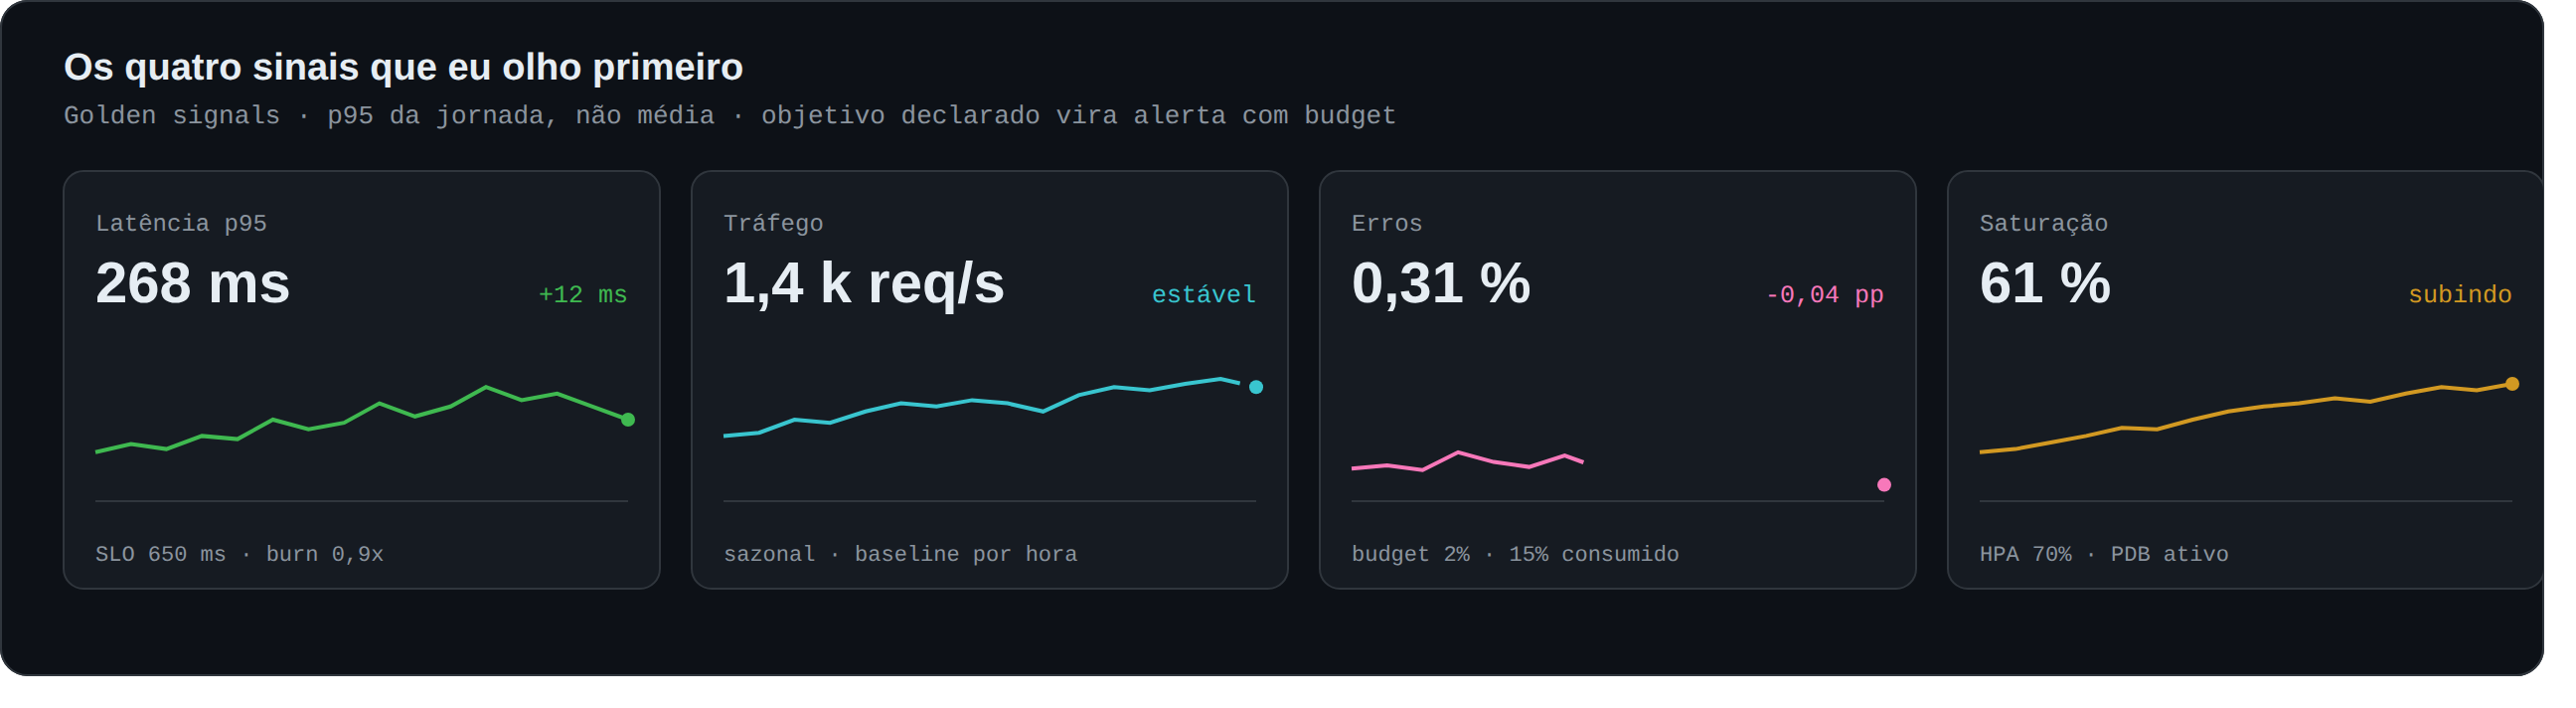 Os quatro sinais que eu olho primeiro
Golden signals · p95 da jornada, não média · objetivo declarado vira alerta com budget
Latência p95
268 ms
+12 ms
SLO 650 ms · burn 0,9x
Tráfego
1,4 k req/s
estável
sazonal · baseline por hora
Erros
0,31 %
-0,04 pp
budget 2% · 15% consumido
Saturação
61 %
subindo
HPA 70% · PDB ativo